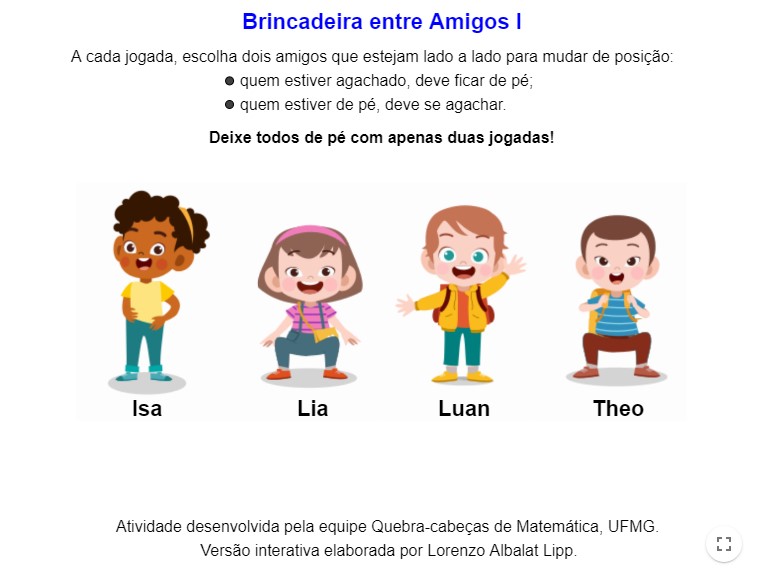 Brincadeira entre Amigos I
A cada jogada, escolha dois amigos que estejam lado a lado para mudar de posição:
● quem estiver agachado, deve ficar de pé;
● quem estiver de pé, deve se agachar.
Deixe todos de pé com apenas duas jogadas!
Isa Lia Luan Theo
Atividade desenvolvida pela equipe Quebra-cabeças de Matemática, UFMG.
Versão interativa elaborada por Lorenzo Albalat Lipp.